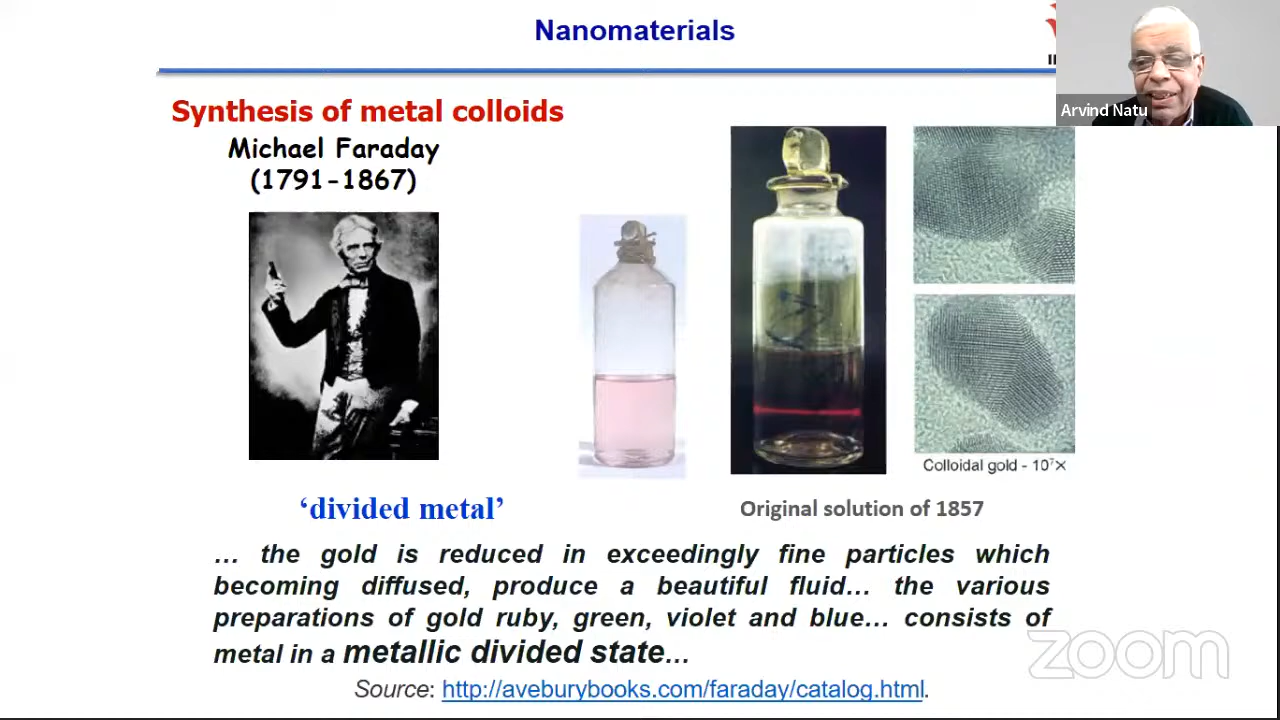 Nanomaterials
Arvind Natu
Synthesis of metal colloids
Michael Faraday
(1791-1867)
Colloidal gold - 10⁷×
'divided metal'
Original solution of 1857
… the gold is reduced in exceedingly fine particles which
becoming diffused, produce a beautiful fluid… the various
preparations of gold ruby, green, violet and blue… consists of
metal in a metallic divided state…
Source: http://aveburybooks.com/faraday/catalog.html.
zoom